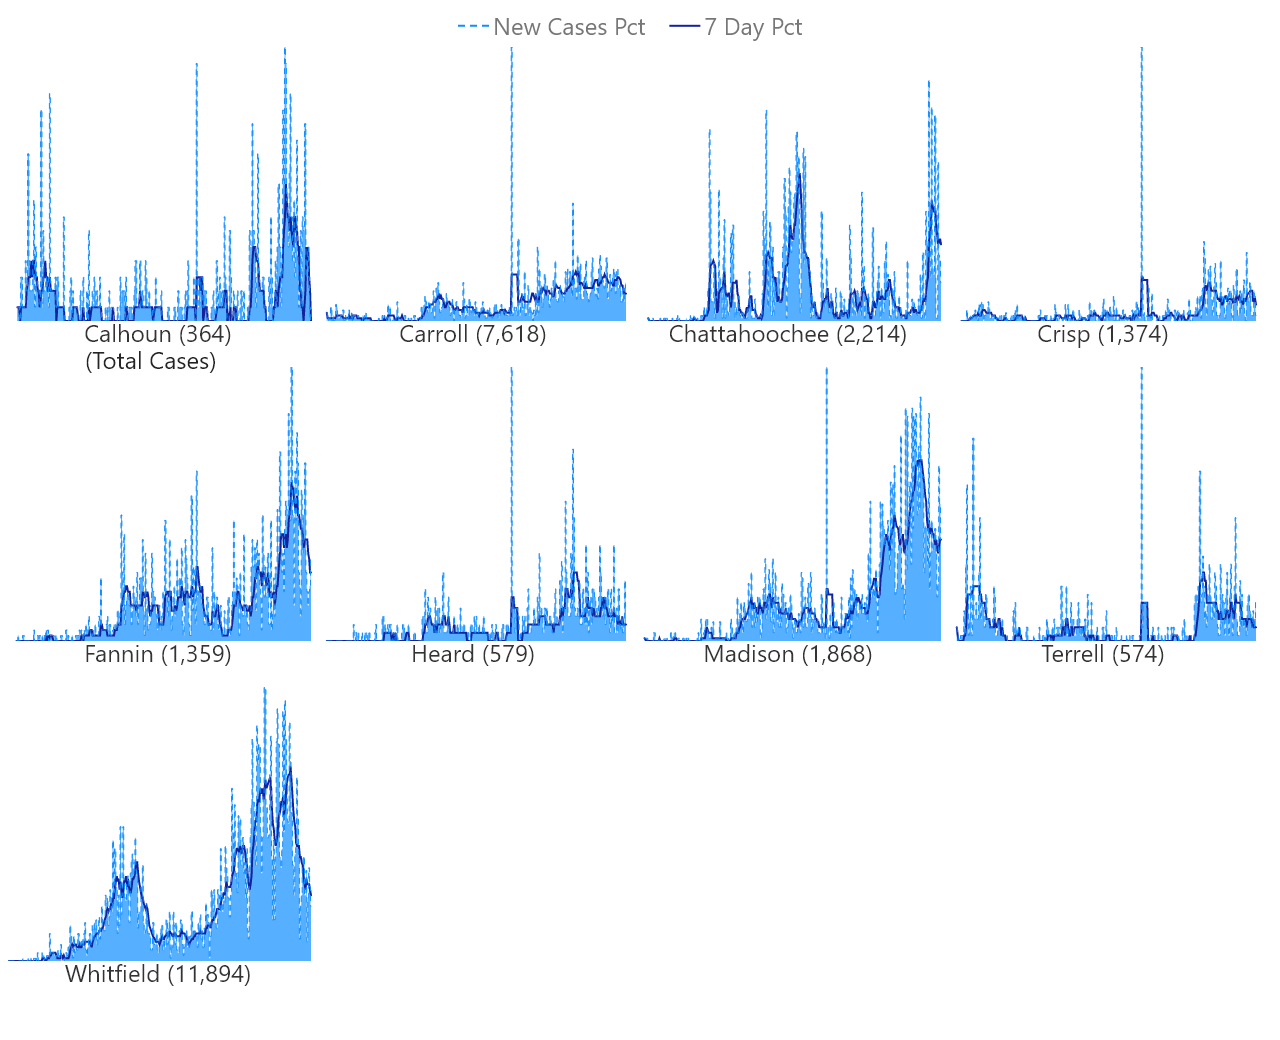 New Cases Pct 7 Day Pct
Calhoun (364) Carroll (7,618) Chattahoochee (2,214) Crisp (1,374)
(Total Cases)
Fannin (1,359) Heard (579) Madison (1,868) Terrell (574)
Whitfield (11,894)